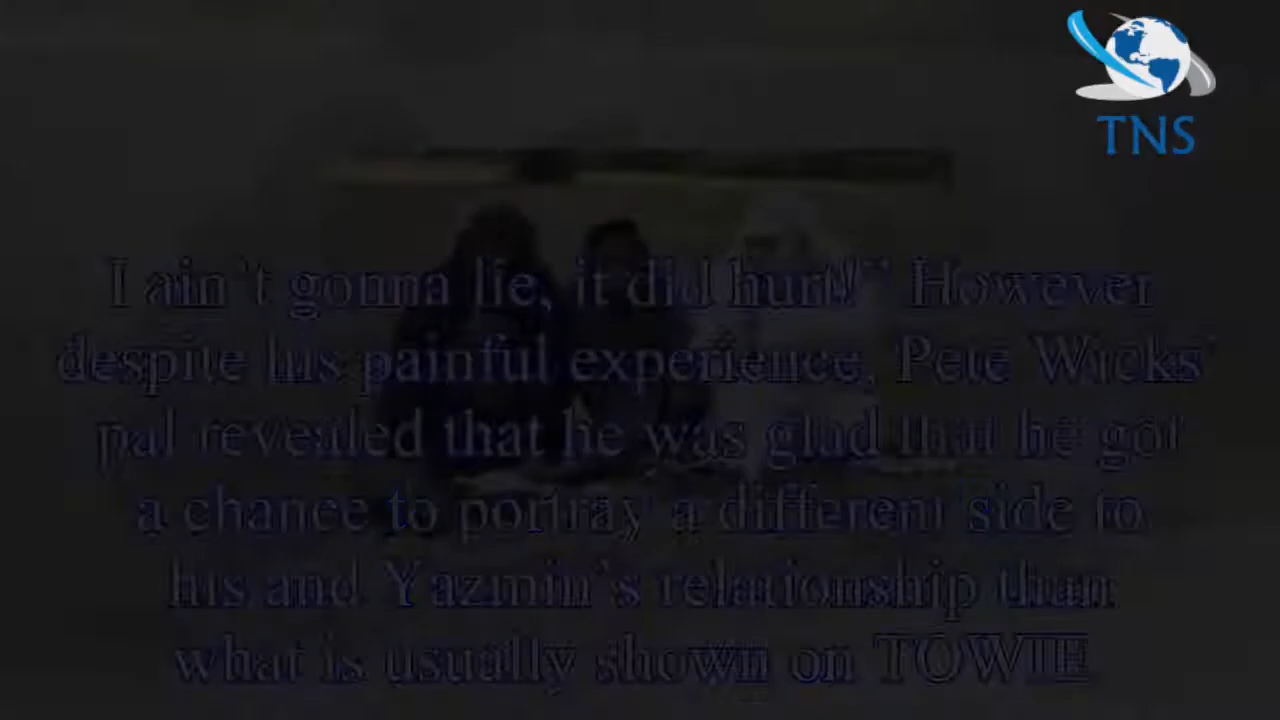 TNS
I ain't gonna lie, it did hurt!" However
despite his painful experience, Pete Wicks'
pal revealed that he was glad that he got
a chance to portray a different side to
his and Yazmin's relationship than
what is usually shown on TOWIE